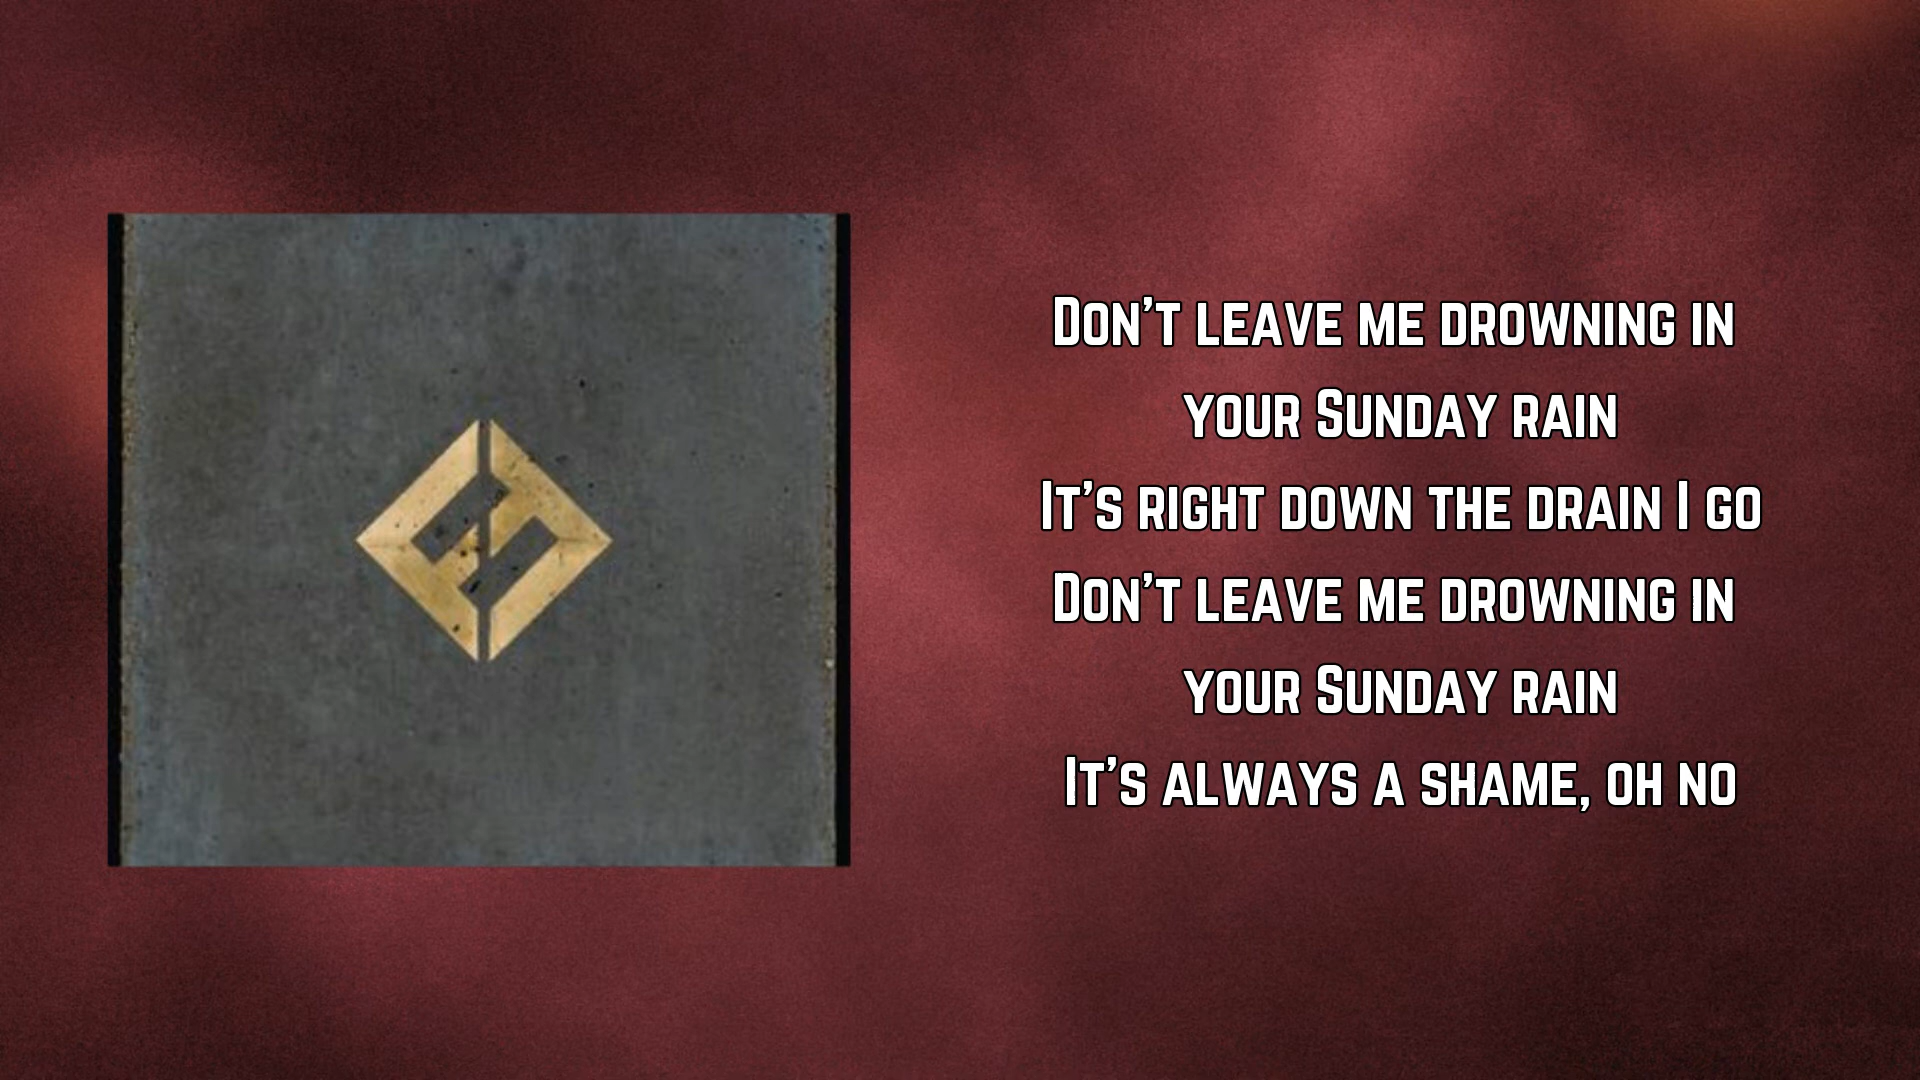 Don't leave me drowning in
your Sunday rain
It's right down the drain I go
Don't leave me drowning in
your Sunday rain
It's always a shame, oh no